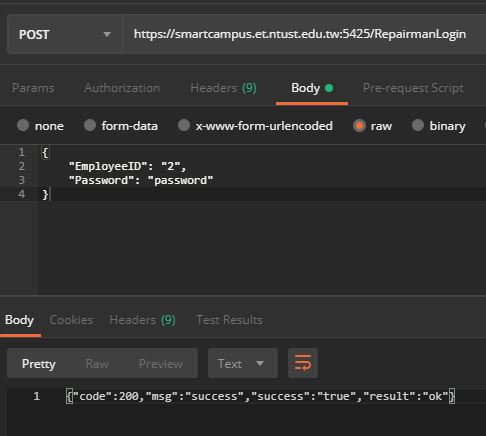 POST https://smartcampus.et.ntust.edu.tw:5425/RepairmanLogin
Params Authorization Headers (9) Body Pre-request Script
none form-data x-www-form-urlencoded raw binary
1 {
2 "EmployeeID": "2",
3 "Password": "password"
4 }
Body Cookies Headers (9) Test Results
Pretty Raw Preview Text
1 {"code":200,"msg":"success","success":"true","result":"ok"}